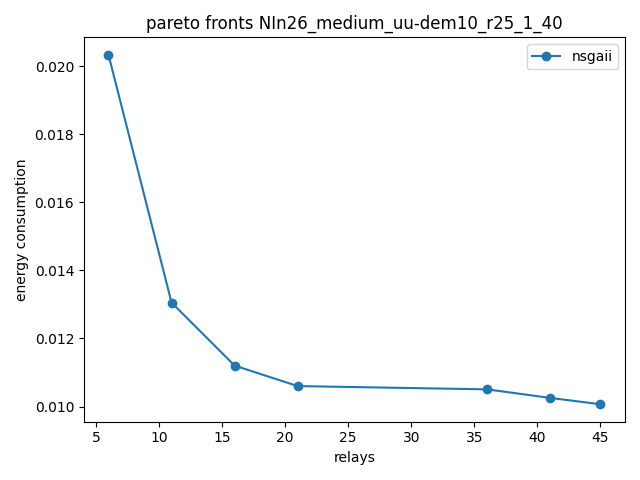 pareto fronts NIn26_medium_uu-dem10_r25_1_40
nsgaii
0.020
0.018
0.016
0.014
0.012
0.010
energy consumption
5 10 15 20 25 30 35 40 45
relays